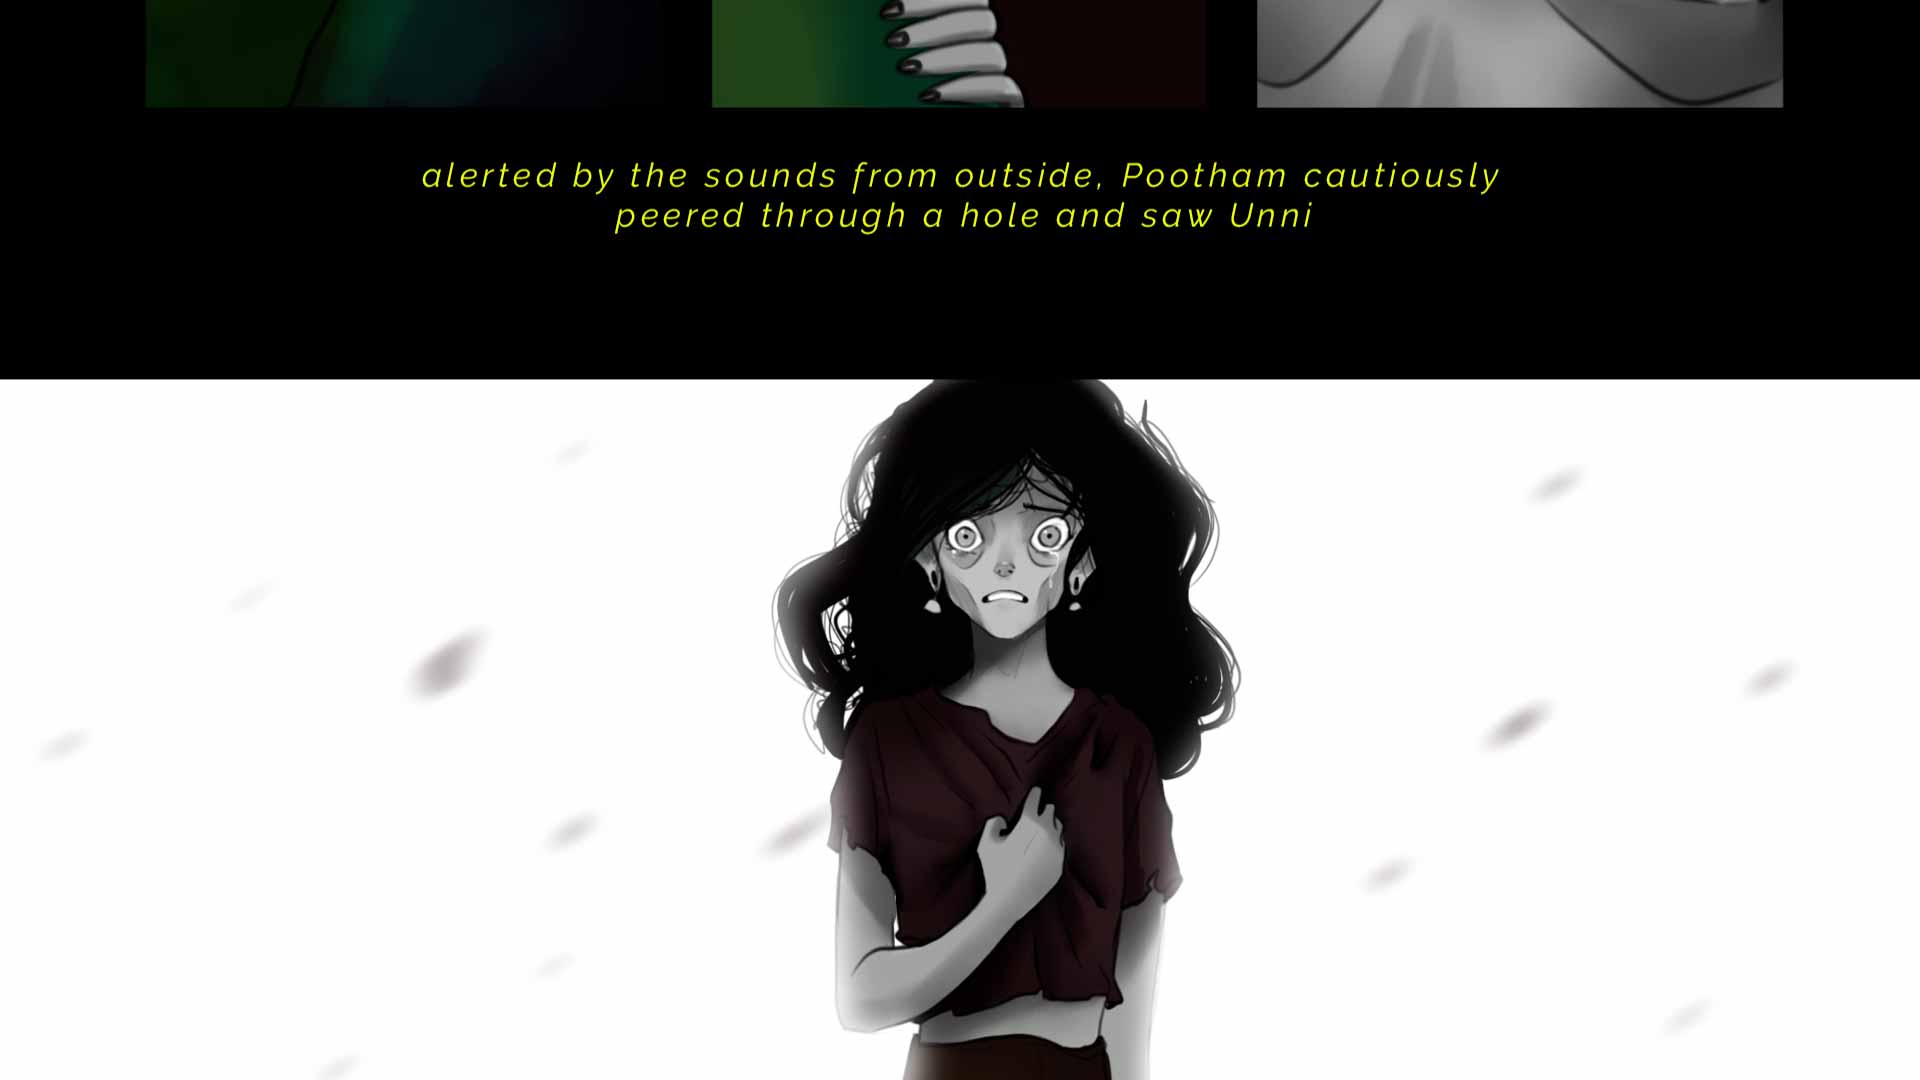 alerted by the sounds from outside, Pootham cautiously
peered through a hole and saw Unni